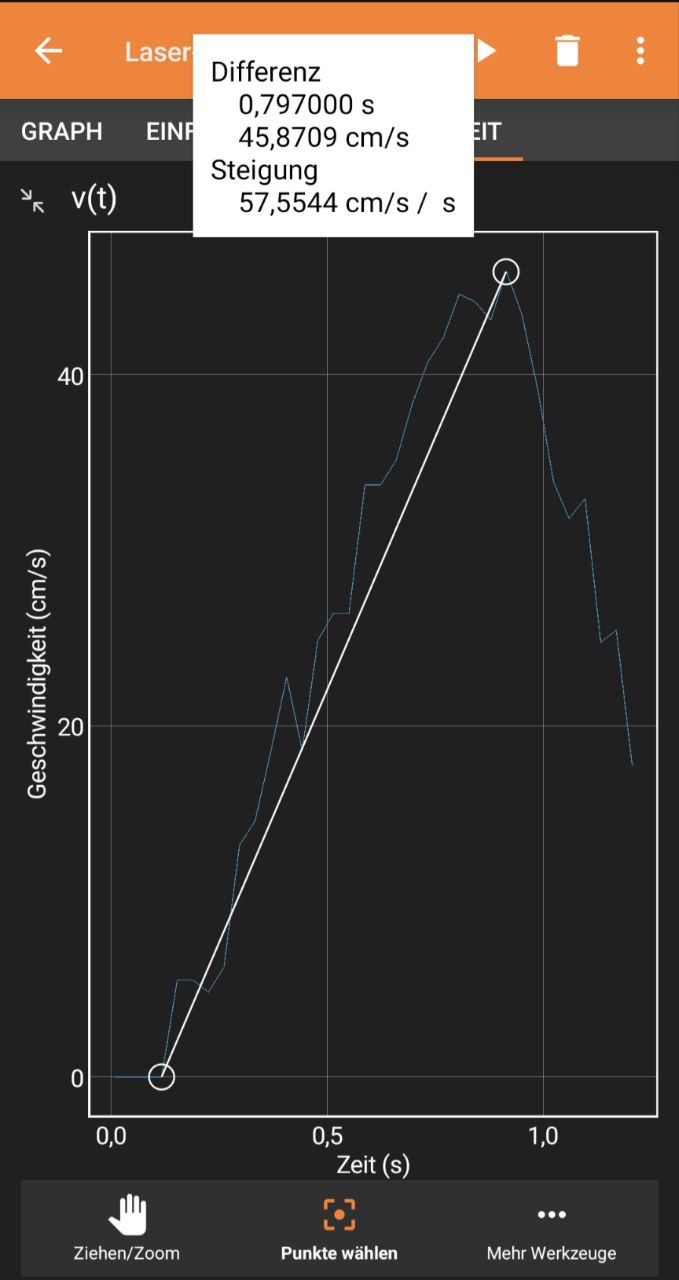 Laser-
Differenz
0,797000 s
45,8709 cm/s
Steigung
57,5544 cm/s / s
GRAPH
v(t)
40
20
0
Geschwindigkeit (cm/s)
0,0
0,5
1,0
Zeit (s)
Ziehen/Zoom
Punkte wählen
Mehr Werkzeuge